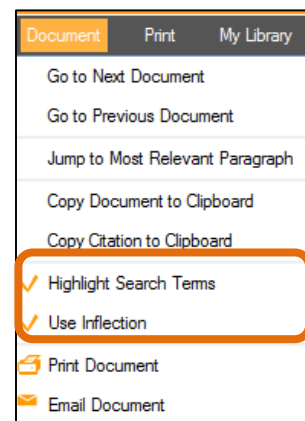 Document Print My Library
Go to Next Document
Go to Previous Document
Jump to Most Relevant Paragraph
Copy Document to Clipboard
Copy Citation to Clipboard
Highlight Search Terms
Use Inflection
Print Document
Email Document